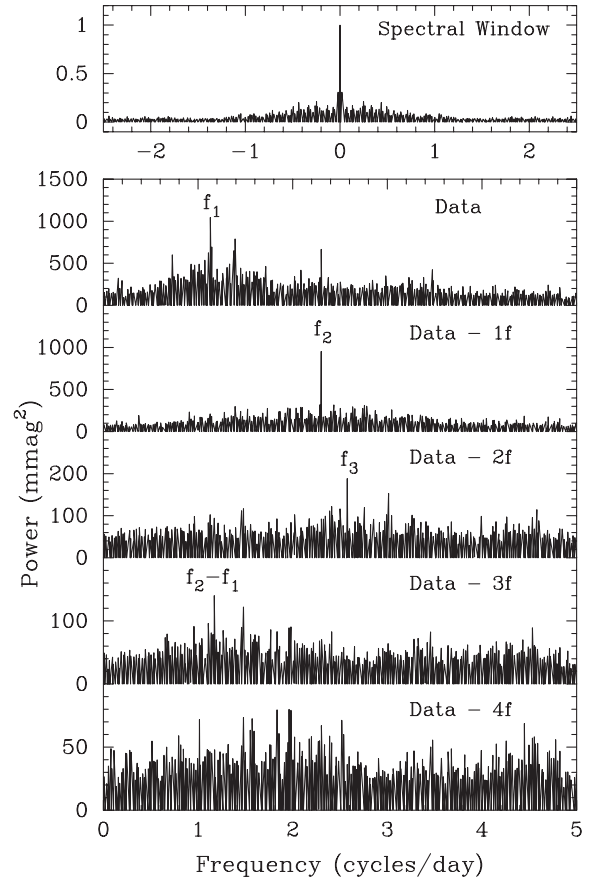 Spectral Window
1
0.5
0
−2 −1 0 1 2
1500
1000
500
0
f1
Data
1000
500
0
f2
Data − 1f
200
100
0
f3
Data − 2f
100
0
f2−f1
Data − 3f
50
0
Data − 4f
0 1 2 3 4 5
Frequency (cycles/day)
Power (mmag2)